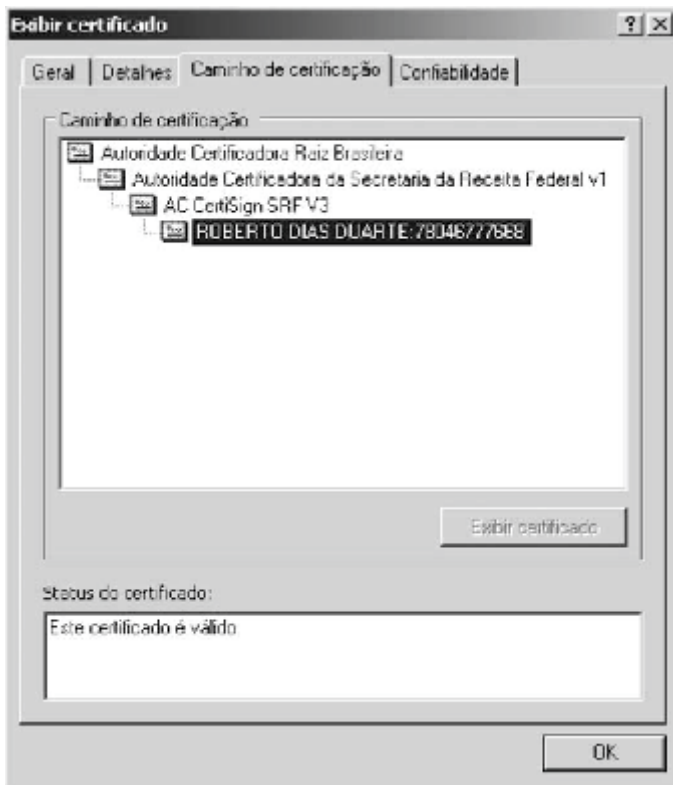 Exibir certificado
Geral Detalhes Caminho de certificação Confiabilidade
Caminho de certificação
Autoridade Certificadora Raiz Brasileira
Autoridade Certificadora da Secretaria da Receita Federal v1
AC CertiSign SRF V3
ROBERTO DIAS DUARTE:78046777668
Exibir certificado
Status do certificado:
Este certificado é válido
OK